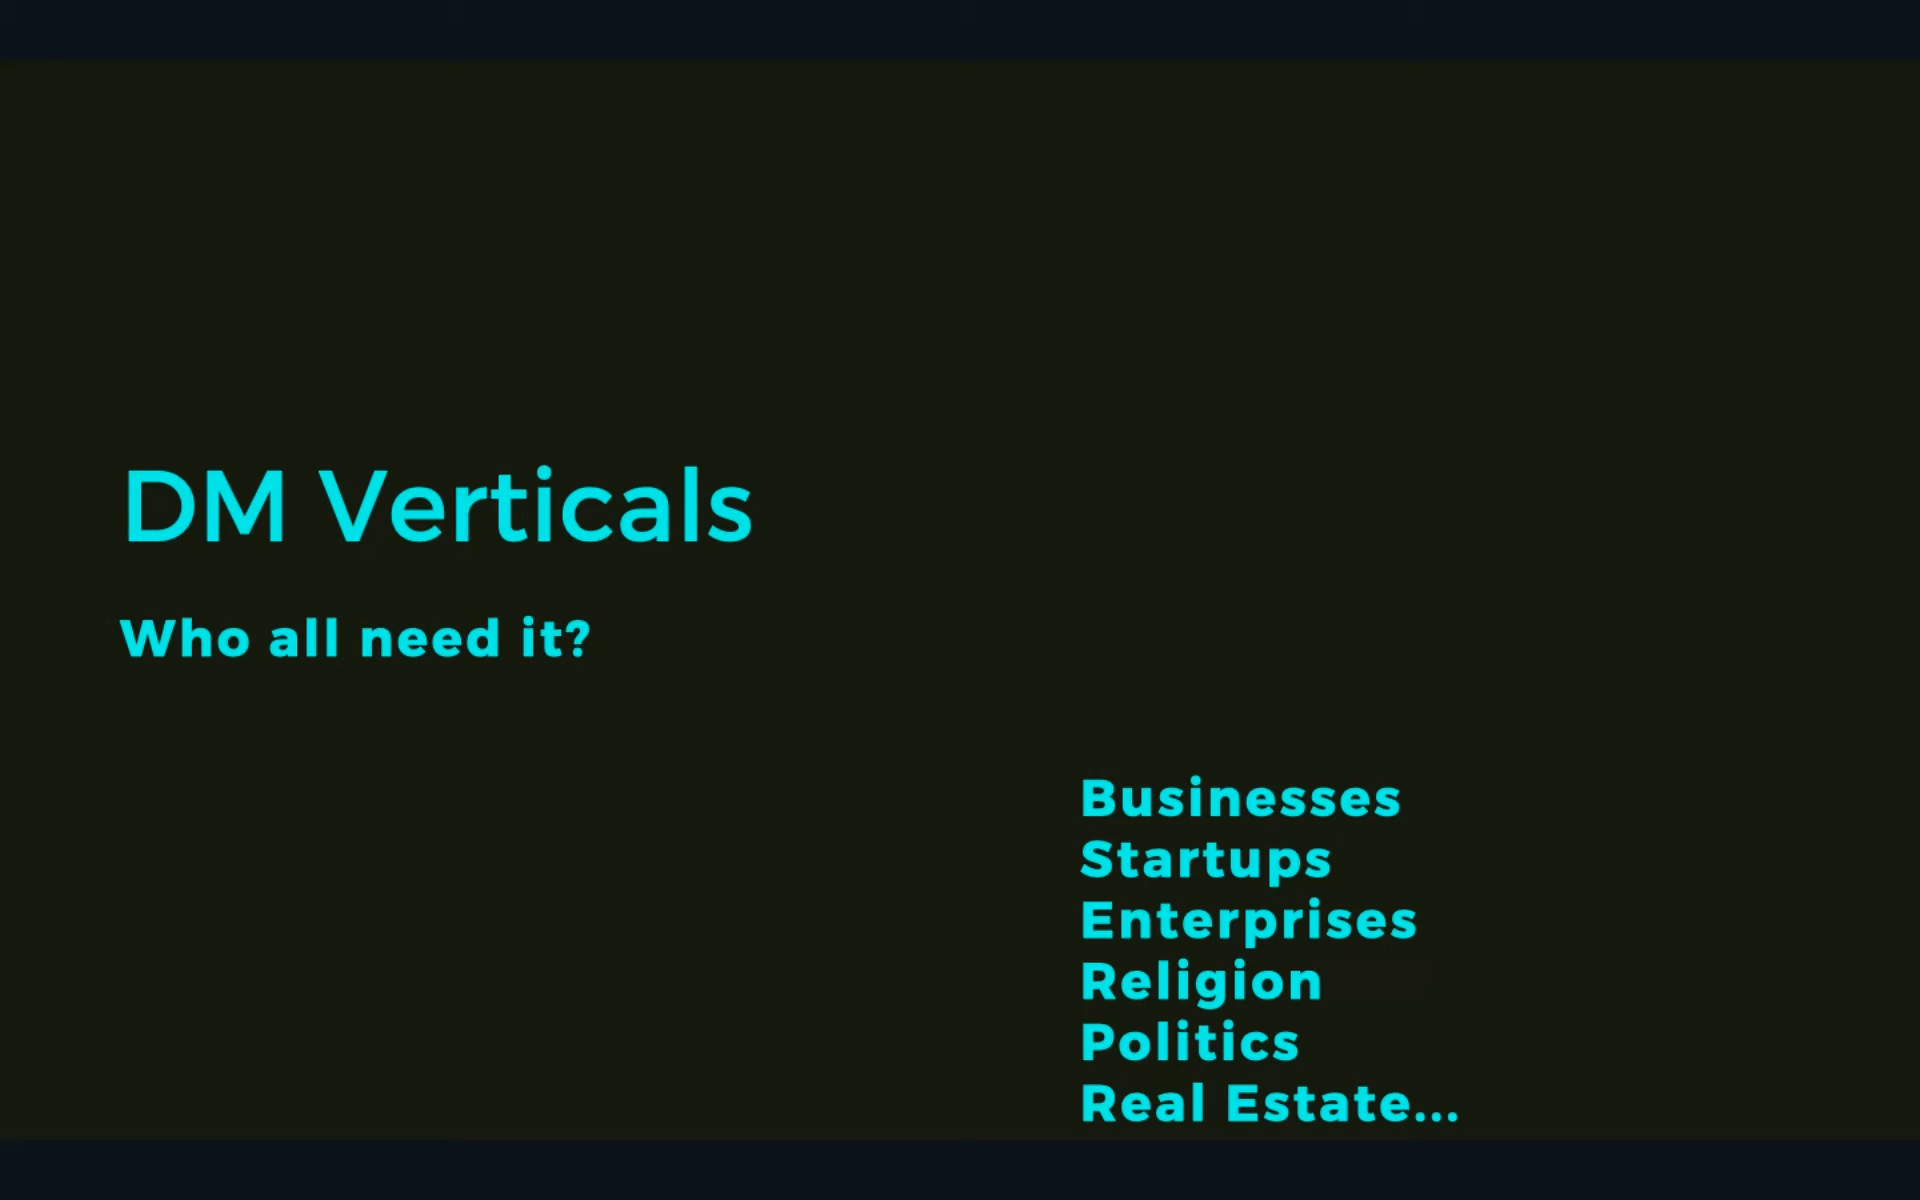 DM Verticals
Who all need it?
Businesses
Startups
Enterprises
Religion
Politics
Real Estate...